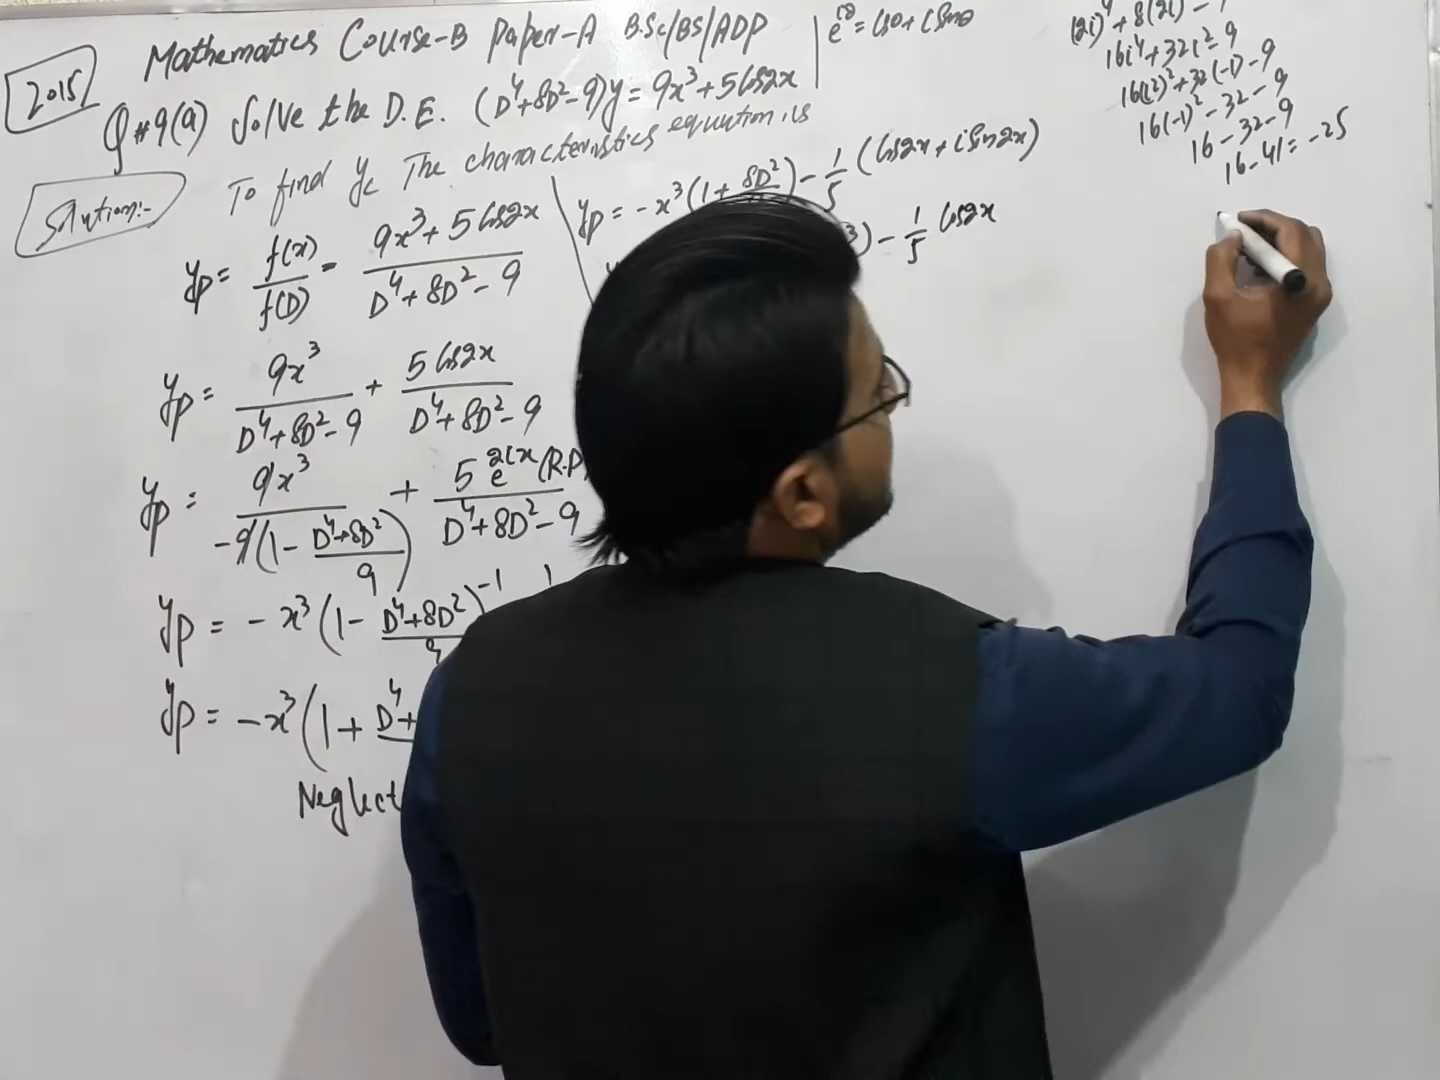 2015
Mathematics Course-B Paper-A B.Sc/BS/ADP
e^{iθ} = Cosθ + iSinθ
Q#9(a) Solve the D.E. (D⁴+8D²-9)y = 9x³+5Cos2x
Solution:-
To find yc The characteristics equation is
yp = f(x)/f(D) = (9x³+5Cos2x)/(D⁴+8D²-9)
yp = 9x³/(D⁴+8D²-9) + 5Cos2x/(D⁴+8D²-9)
yp = 9x³/(-9(1-(D⁴+8D²)/9)) + 5e^{2ix}(R.P/(D⁴+8D²-9)
yp = -x³(1-(D⁴+8D²)/9)⁻¹
yp = -x³(1+D⁴+
Neglect
yp = -x³(1+8D²) - 1/5(Cos2x+iSin2x)
- 1/5 Cos2x
(2i)⁴+8(2i)
16i⁴+32i²-9
16(i²)²+32(-1)-9
16(-1)²-32-9
16-32-9
16-41=-25